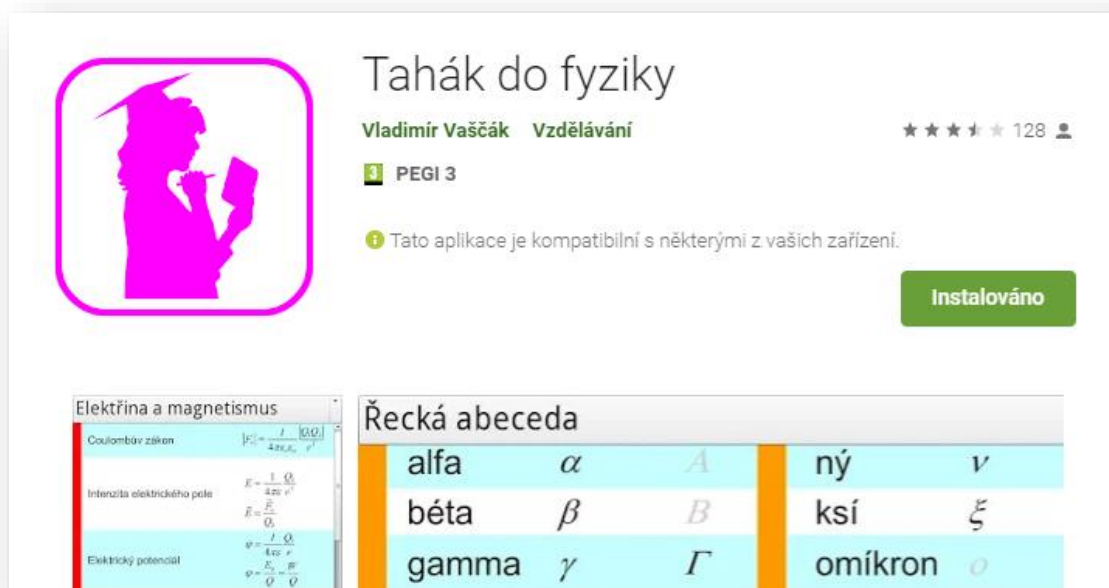 Tahák do fyziky
Vladimír Vaščák Vzdělávání 128
3 PEGI 3
Tato aplikace je kompatibilní s některými z vašich zařízení.
Instalováno
Elektřina a magnetismus
Coulombův zákon
Intenzita elektrického pole
Elektrický potenciál
Řecká abeceda
alfa α A ný ν
béta β B ksí ξ
gamma γ Γ omíkron o